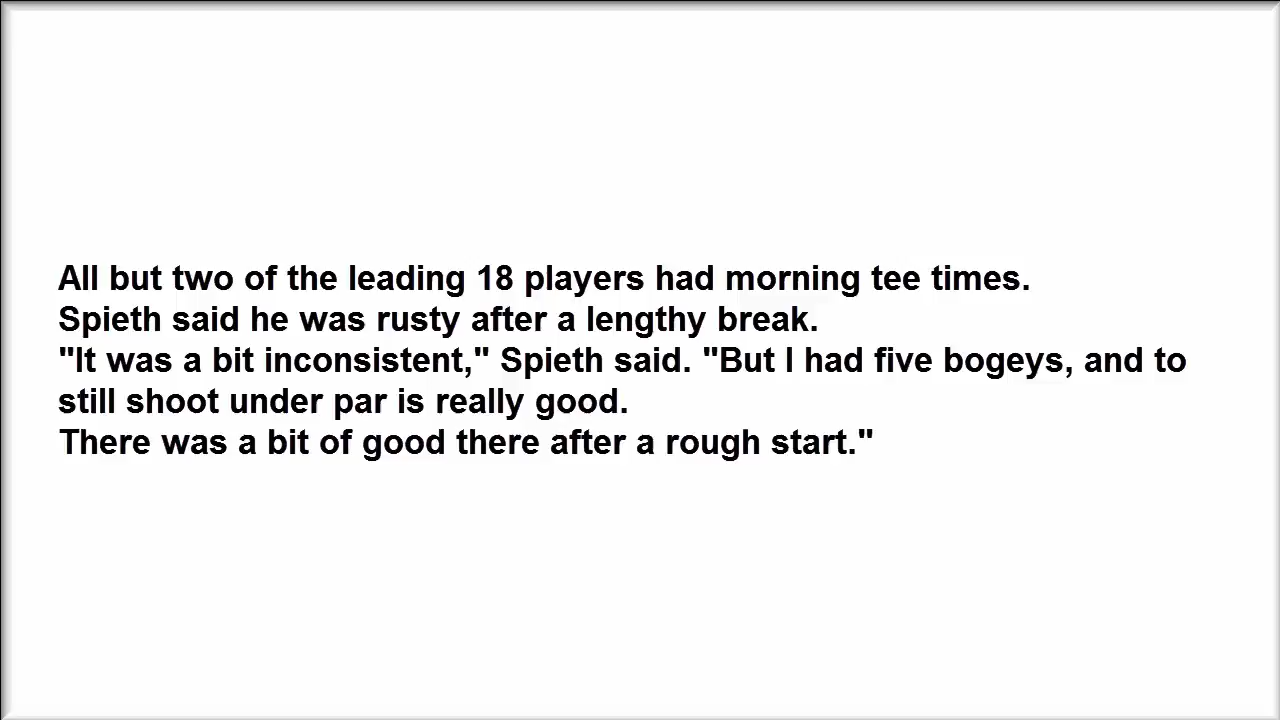 All but two of the leading 18 players had morning tee times.
Spieth said he was rusty after a lengthy break.
"It was a bit inconsistent," Spieth said. "But I had five bogeys, and to
still shoot under par is really good.
There was a bit of good there after a rough start."